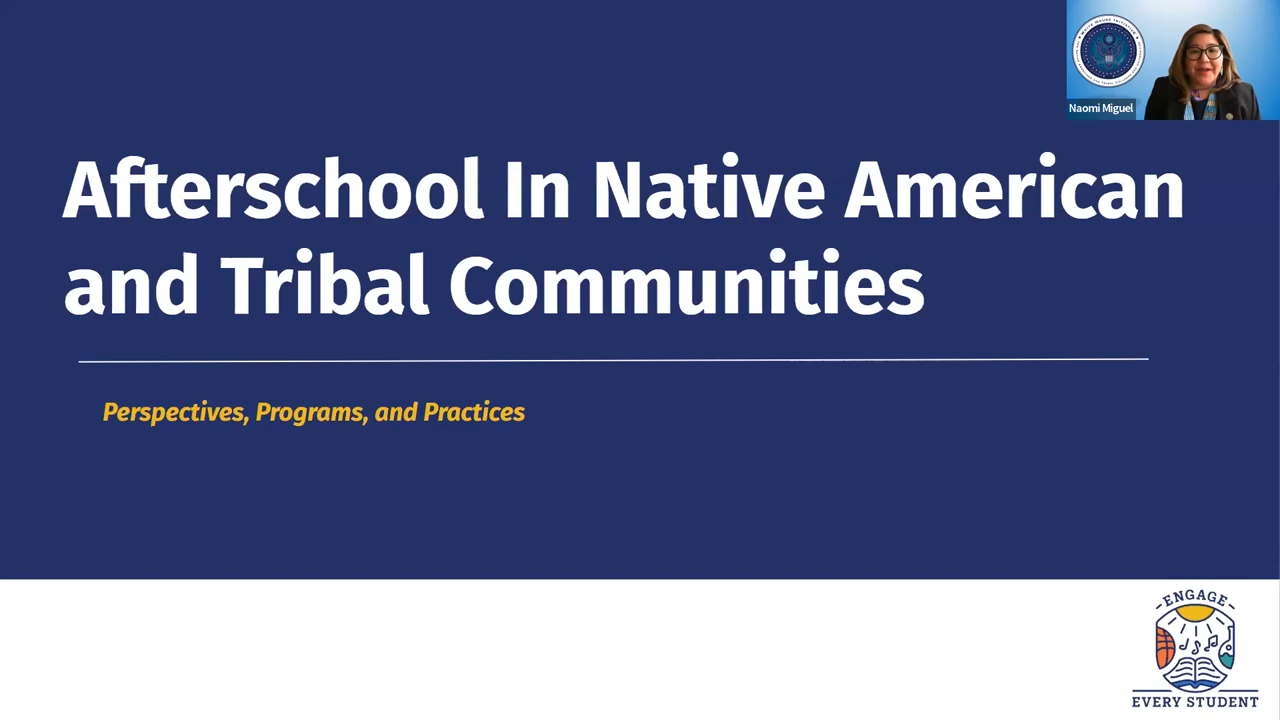 Naomi Miguel
Afterschool In Native American
and Tribal Communities
Perspectives, Programs, and Practices
ENGAGE
EVERY STUDENT